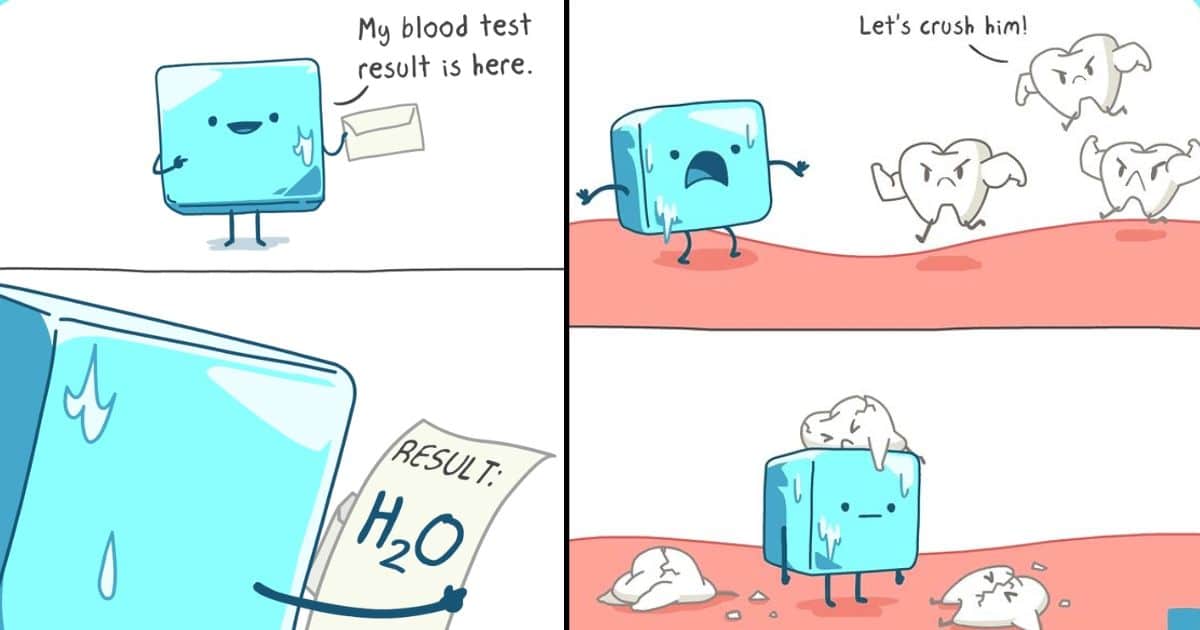 My blood test
result is here.
RESULT:
H₂O
Let's crush him!